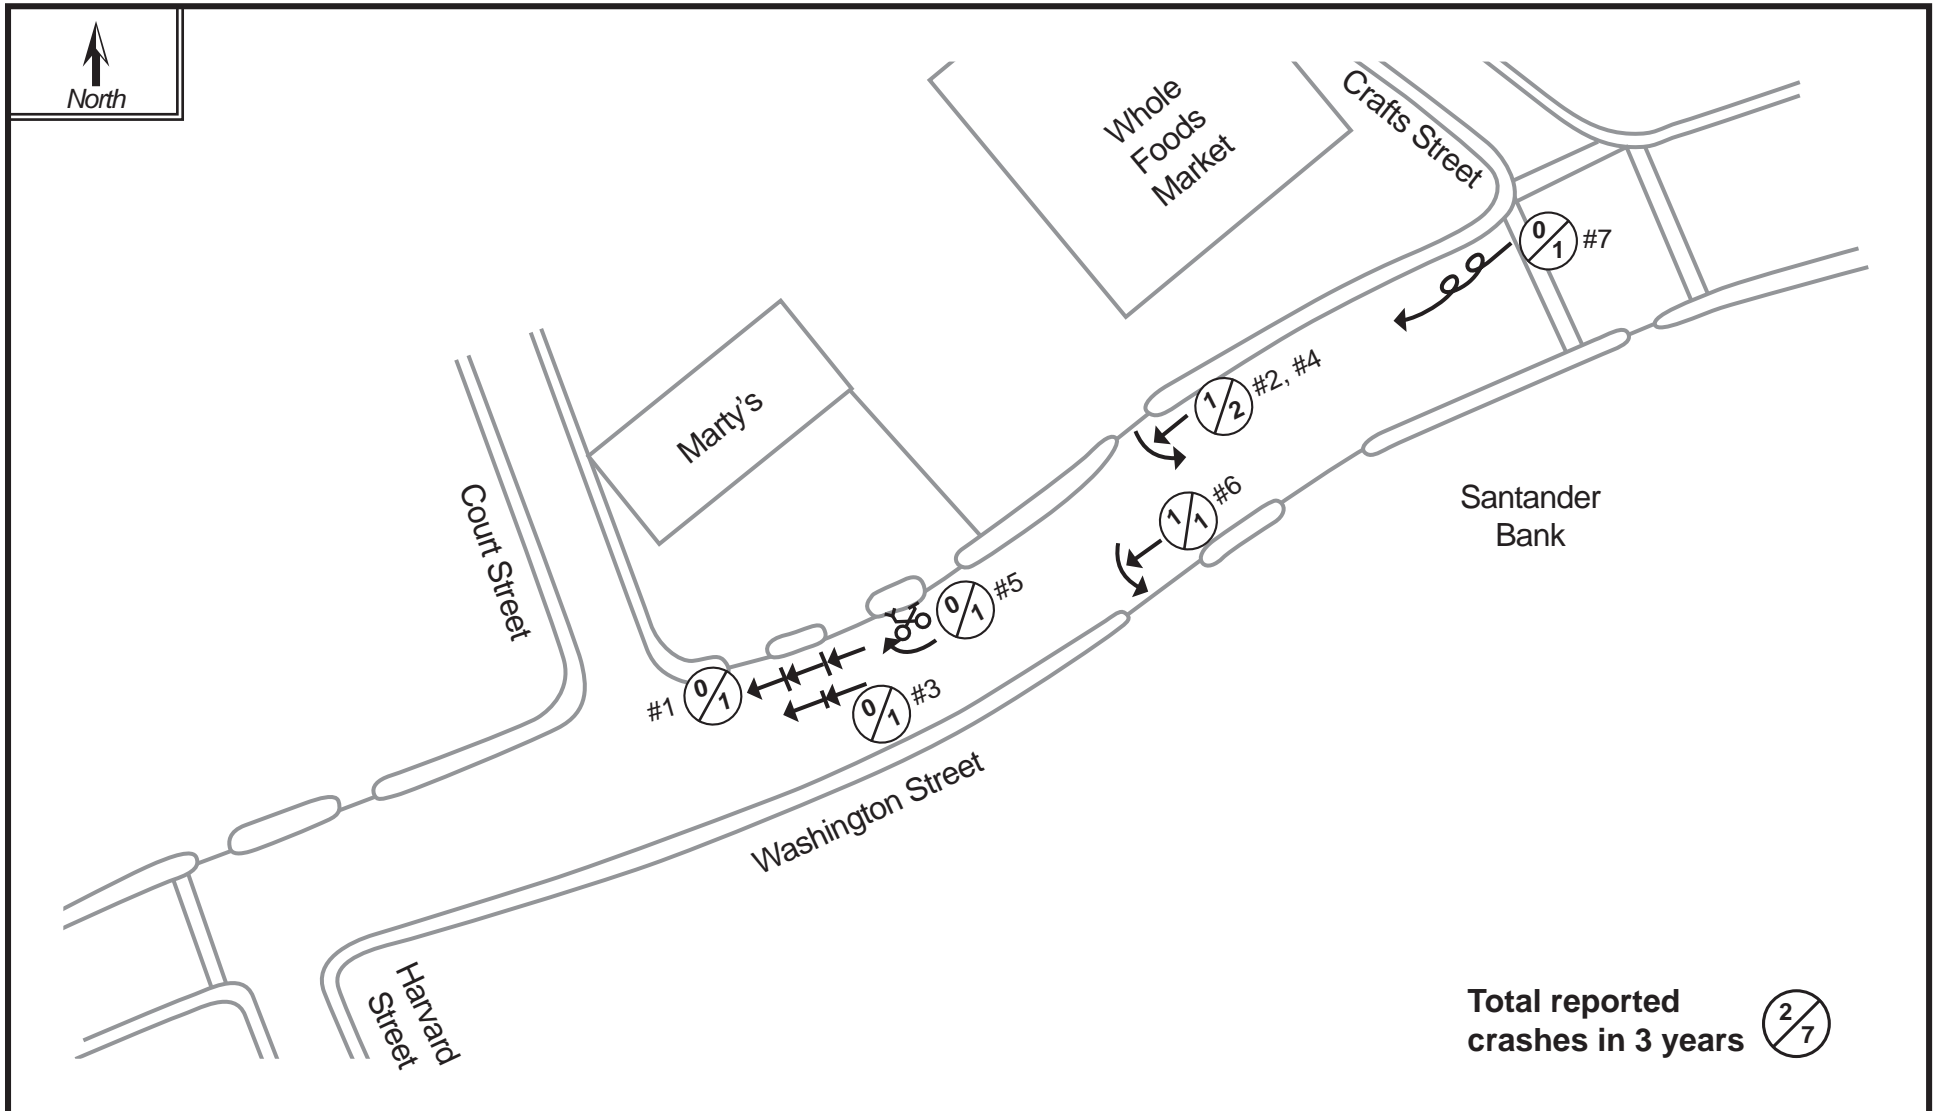 North
Whole
Foods
Market
Crafts Street
0/1 #7
Marty’s
1/2 #2, #4
1/1 #6
Santander
Bank
Court Street
0/1 #5
#1 0/1
0/1 #3
Washington Street
Harvard
Street
Total reported
crashes in 3 years 2/7